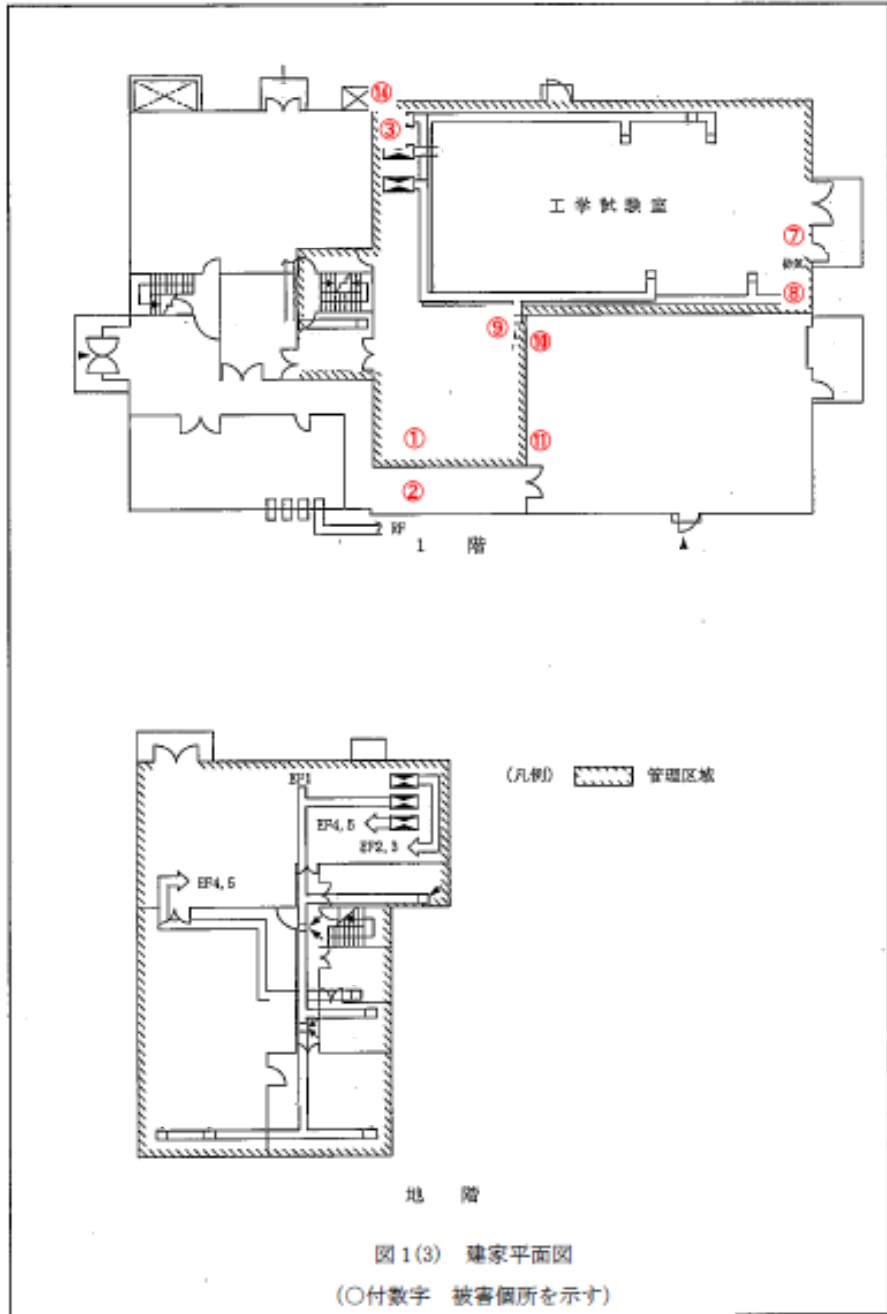 ⑭
③
工学試験室
⑦
⑧
⑨
⑩
①
⑪
②
RF
1 階
EF1
(凡例) 管理区域
EF4,5
EF2,3
EF4,5
地 階
図1(3) 建家平面図
(○付数字 被害個所を示す)